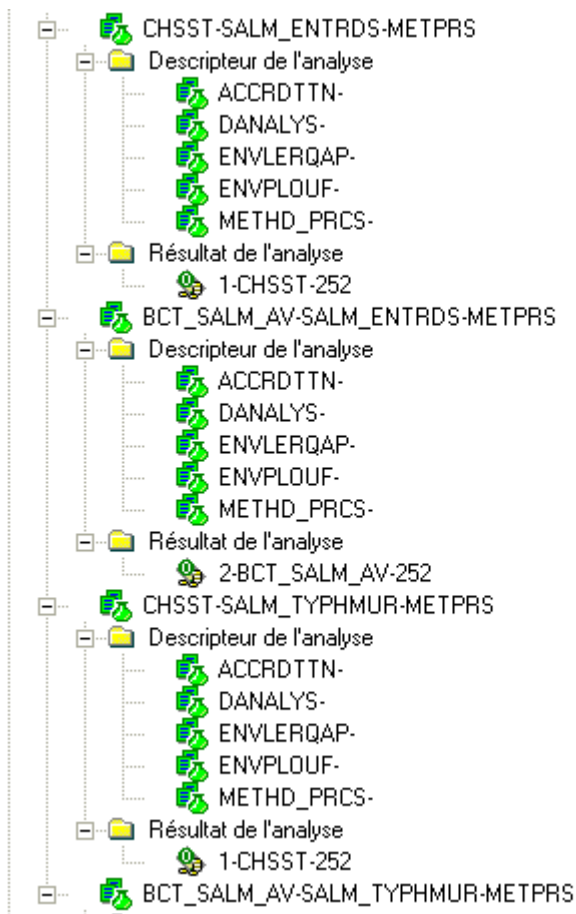 CHSST-SALM_ENTRDS-METPRS
Descripteur de l'analyse
ACCRDTTN-
DANALYS-
ENVLERQAP-
ENVPLOUF-
METHD_PRCS-
Résultat de l'analyse
1-CHSST-252
BCT_SALM_AV-SALM_ENTRDS-METPRS
Descripteur de l'analyse
ACCRDTTN-
DANALYS-
ENVLERQAP-
ENVPLOUF-
METHD_PRCS-
Résultat de l'analyse
2-BCT_SALM_AV-252
CHSST-SALM_TYPHMUR-METPRS
Descripteur de l'analyse
ACCRDTTN-
DANALYS-
ENVLERQAP-
ENVPLOUF-
METHD_PRCS-
Résultat de l'analyse
1-CHSST-252
BCT_SALM_AV-SALM_TYPHMUR-METPRS